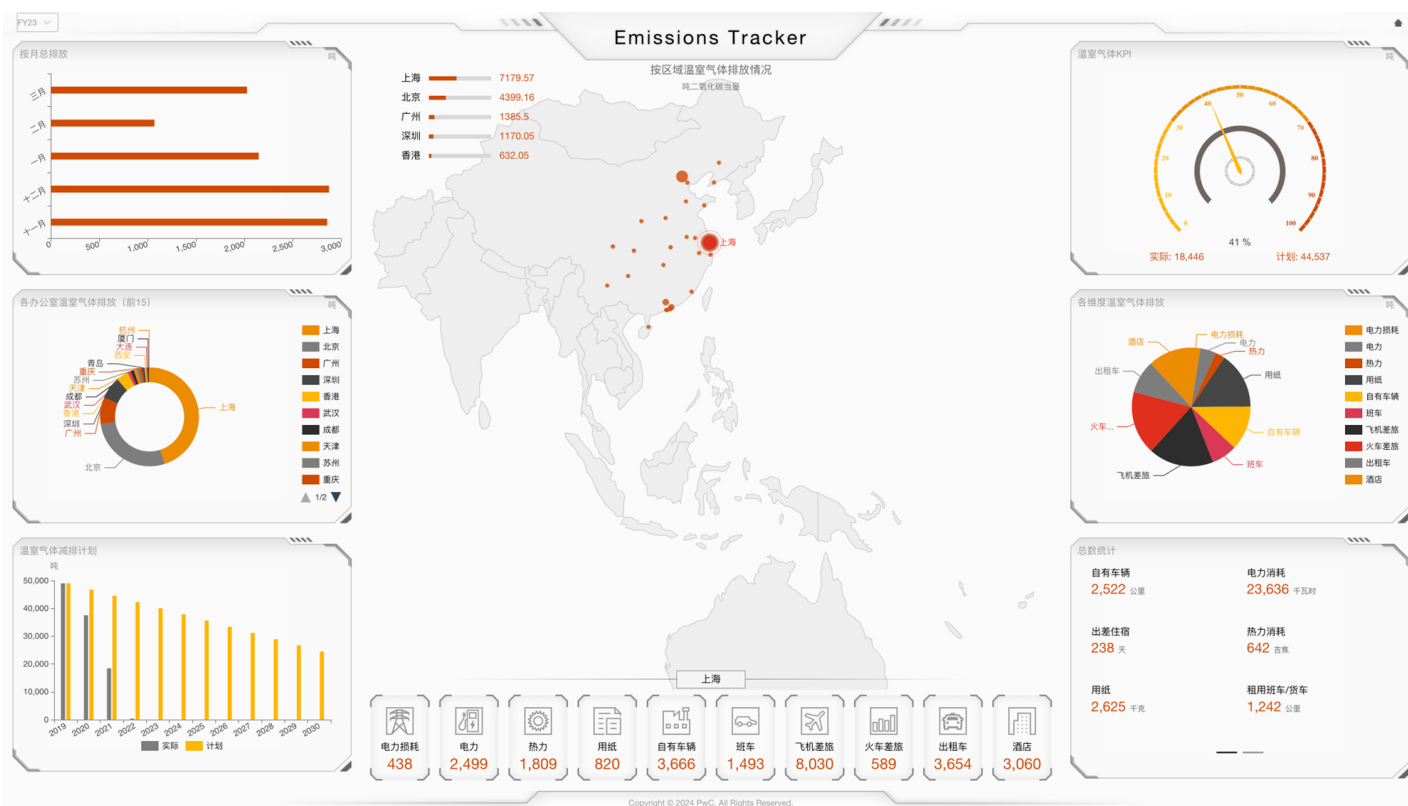 FY23
Emissions Tracker
按月总排放
吨
三月
二月
一月
十二月
十一月
0
500
1,000
1,500
2,000
2,500
3,000
各办公室温室气体排放（前15）
吨
杭州
厦门
大连
西安
青岛
重庆
苏州
天津
成都
武汉
香港
深圳
广州
北京
上海
上海
北京
广州
深圳
香港
武汉
成都
天津
苏州
重庆
1/2
温室气体减排计划
吨
50,000
40,000
30,000
20,000
10,000
0
2019
2020
2021
2022
2023
2024
2025
2026
2027
2028
2029
2030
实际
计划
按区域温室气体排放情况
吨二氧化碳当量
上海 7179.57
北京 4399.16
广州 1385.5
深圳 1170.05
香港 632.05
上海
上海
电力损耗
438
电力
2,499
热力
1,809
用纸
820
自有车辆
3,666
班车
1,493
飞机差旅
8,030
火车差旅
589
出租车
3,654
酒店
3,060
温室气体KPI
吨
0
10
20
30
40
50
60
70
80
90
100
41 %
实际: 18,446
计划: 44,537
各维度温室气体排放
吨
电力损耗
电力
热力
用纸
自有车辆
班车
飞机差旅
火车...
出租车
酒店
电力损耗
电力
热力
用纸
自有车辆
班车
飞机差旅
火车差旅
出租车
酒店
总数统计
自有车辆
2,522 公里
电力消耗
23,636 千瓦时
出差住宿
238 天
热力消耗
642 吉焦
用纸
2,625 千克
租用班车/货车
1,242 公里
Copyright © 2024 PwC. All Rights Reserved.